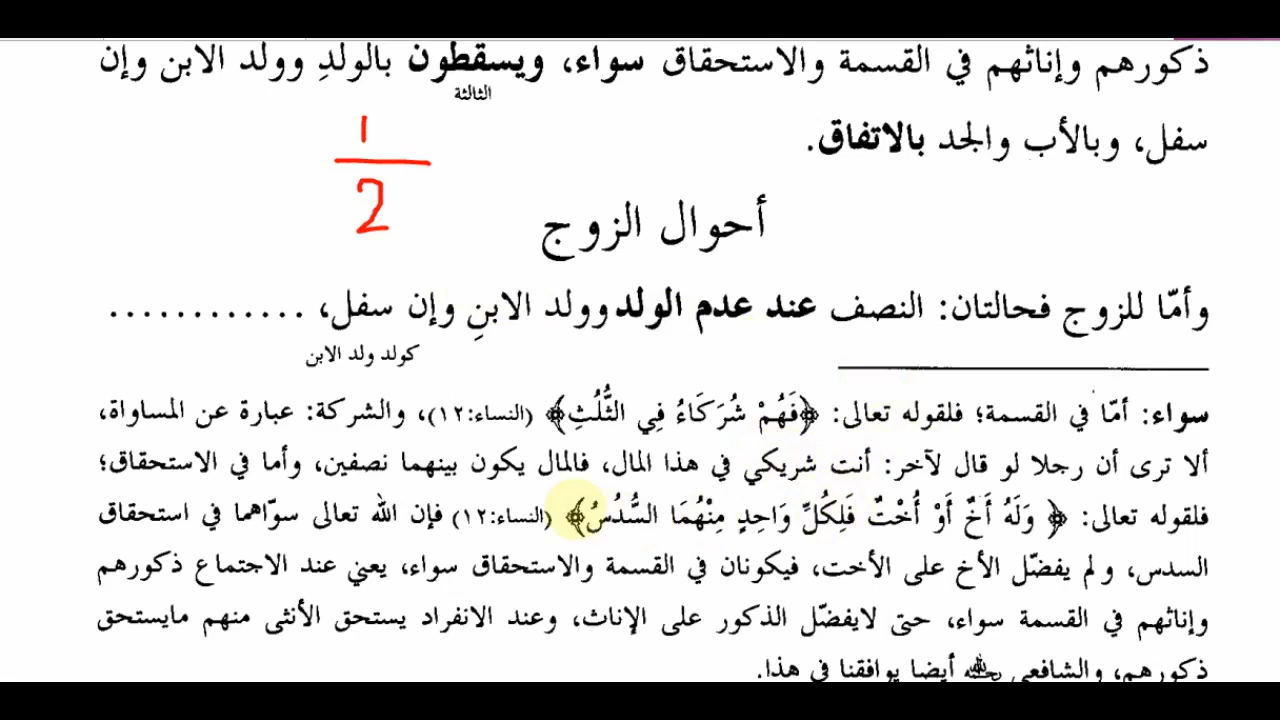 ذكورهم وإناثهم في القسمة والاستحقاق سواء، ويسقطون بالولدِ وولد الابن وإن
الثالثة
سفل، وبالأب والجد بالاتفاق.
1
2
أحوال الزوج
وأمّا للزوج فحالتان: النصف عند عدم الولد وولد الابنِ وإن سفل، ............
كولد ولد الابن
سواء: أمّا في القسمة؛ فلقوله تعالى: ﴿فَهُمْ شُرَكَاءُ فِي الثُّلُثِ﴾ (النساء:١٢)، والشركة: عبارة عن المساواة،
ألا ترى أن رجلا لو قال لآخر: أنت شريكي في هذا المال، فالمال يكون بينهما نصفين، وأما في الاستحقاق؛
فلقوله تعالى: ﴿وَلَهُ أَخٌ أَوْ أُخْتٌ فَلِكُلِّ وَاحِدٍ مِنْهُمَا السُّدُسُ﴾ (النساء:١٢) فإن الله تعالى سوّاهما في استحقاق
السدس، ولم يفضّل الأخ على الأخت، فيكونان في القسمة والاستحقاق سواء، يعني عند الاجتماع ذكورهم
وإناثهم في القسمة سواء، حتى لايفضّل الذكور على الإناث، وعند الانفراد يستحق الأنثى منهم مايستحق
ذكورهم، والشافعي رحمه الله أيضا يوافقنا في هذا.